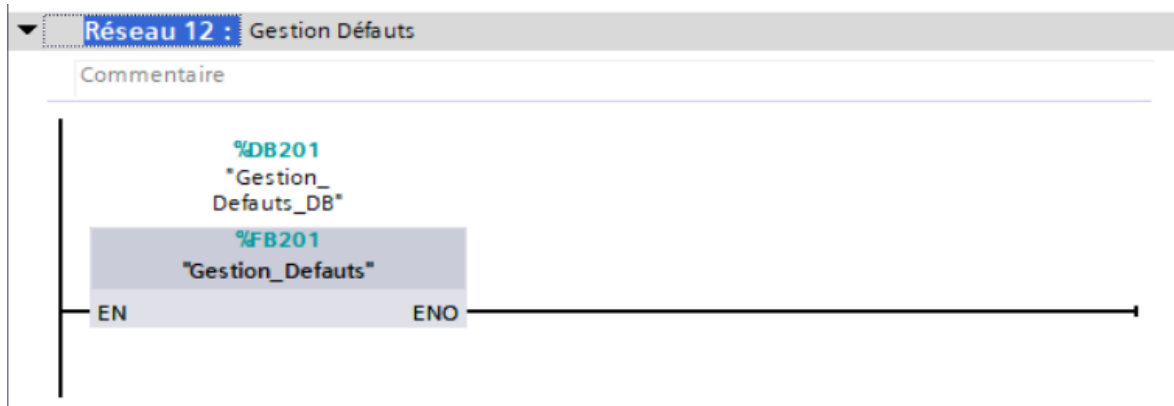 Réseau 12 : Gestion Défauts
Commentaire
%DB201
"Gestion_
Defauts_DB"
%FB201
"Gestion_Defauts"
EN ENO